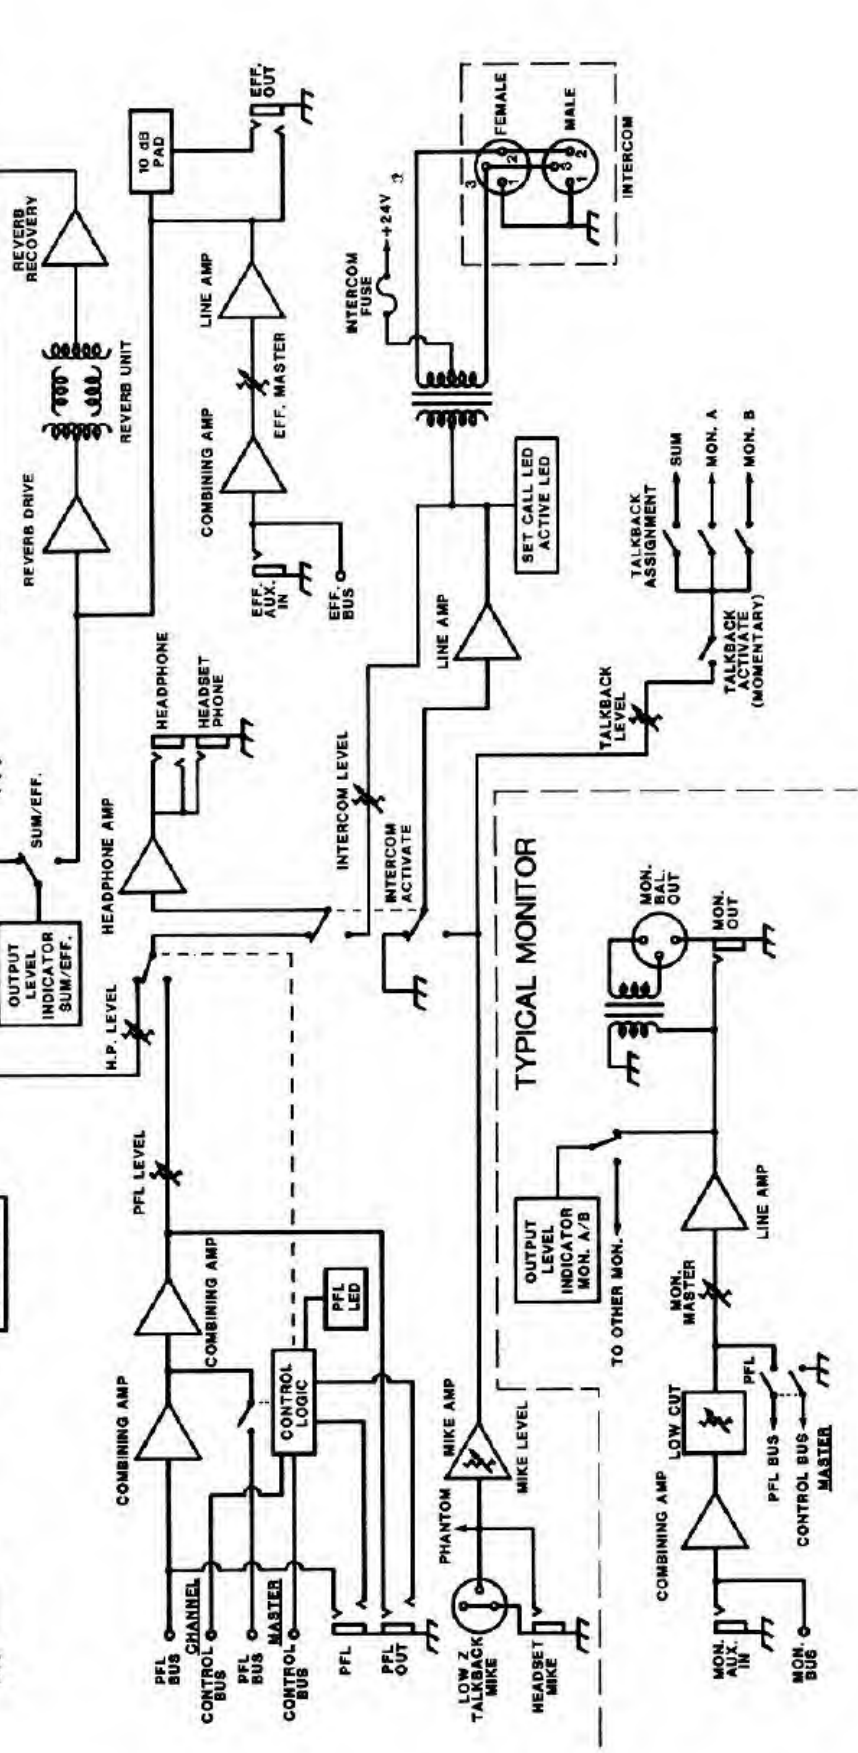 REVERB
RECOVERY
REVERB UNIT
REVERB DRIVE
10 dB
PAD
EFF.
OUT
LINE AMP
EFF. MASTER
COMBINING AMP
EFF.
AUX.
IN
EFF.
BUS
SUM/EFF.
OUTPUT
LEVEL
INDICATOR
SUM/EFF.
HEADPHONE AMP
HEADPHONE
HEADSET
PHONE
H.P. LEVEL
PFL LEVEL
COMBINING AMP
COMBINING AMP
PFL
LED
CONTROL
LOGIC
PFL
BUS
CHANNEL
CONTROL
BUS
PFL
BUS
MASTER
CONTROL
BUS
PFL
PFL
OUT
INTERCOM
FUSE
+24V
FEMALE
MALE
1
2
3
1
2
3
INTERCOM
INTERCOM LEVEL
INTERCOM
ACTIVATE
LINE AMP
SET CALL LED
ACTIVE LED
TALKBACK
LEVEL
TALKBACK
ASSIGNMENT
SUM
MON. A
MON. B
TALKBACK
ACTIVATE
(MOMENTARY)
PHANTOM
MIKE AMP
MIKE LEVEL
LOW Z
TALKBACK
MIKE
HEADSET
MIKE
TYPICAL MONITOR
MON.
BAL.
OUT
MON.
OUT
OUTPUT
LEVEL
INDICATOR
MON. A/B
TO OTHER MON.
LINE AMP
MON.
MASTER
LOW CUT
PFL
PFL BUS
CONTROL BUS
MASTER
COMBINING AMP
MON.
AUX.
IN
MON.
BUS